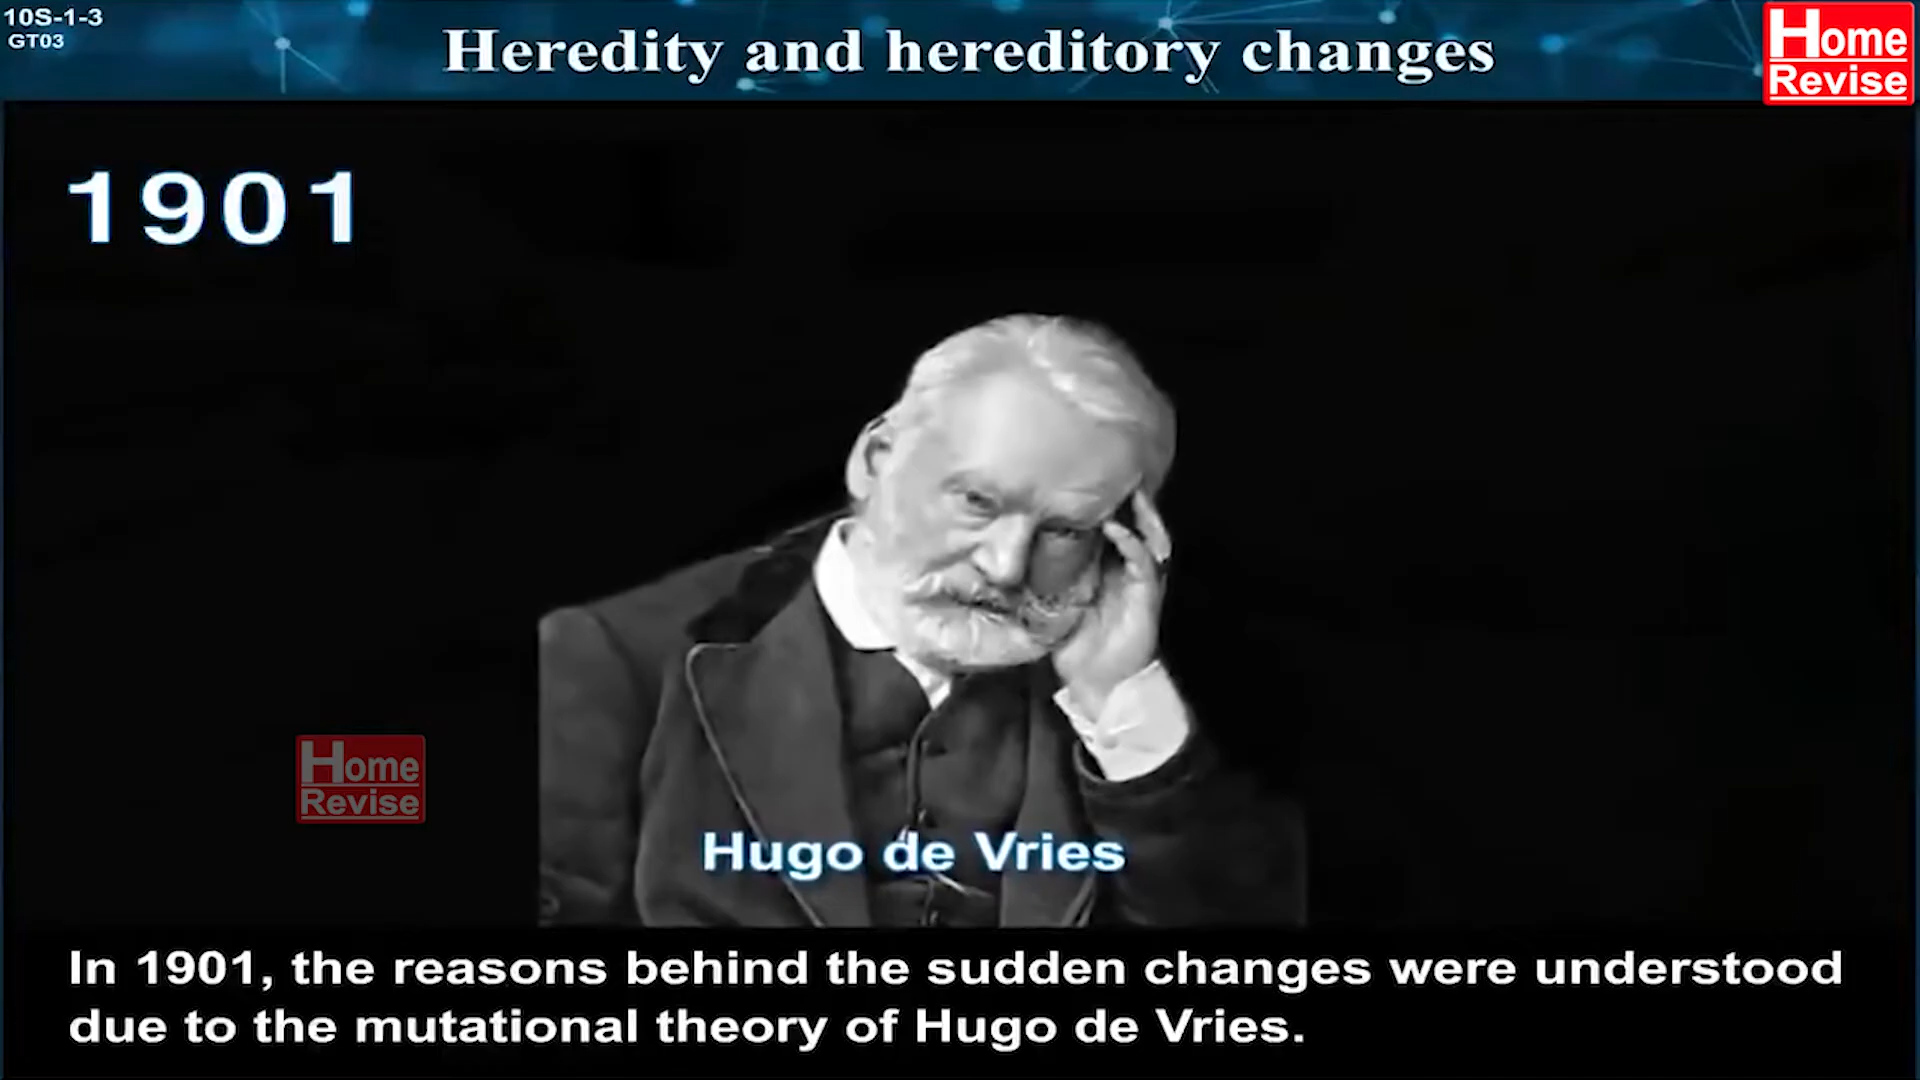 10S-1-3
GT03
Heredity and hereditory changes
Home
Revise
1901
Home
Revise
Hugo de Vries
In 1901, the reasons behind the sudden changes were understood
due to the mutational theory of Hugo de Vries.